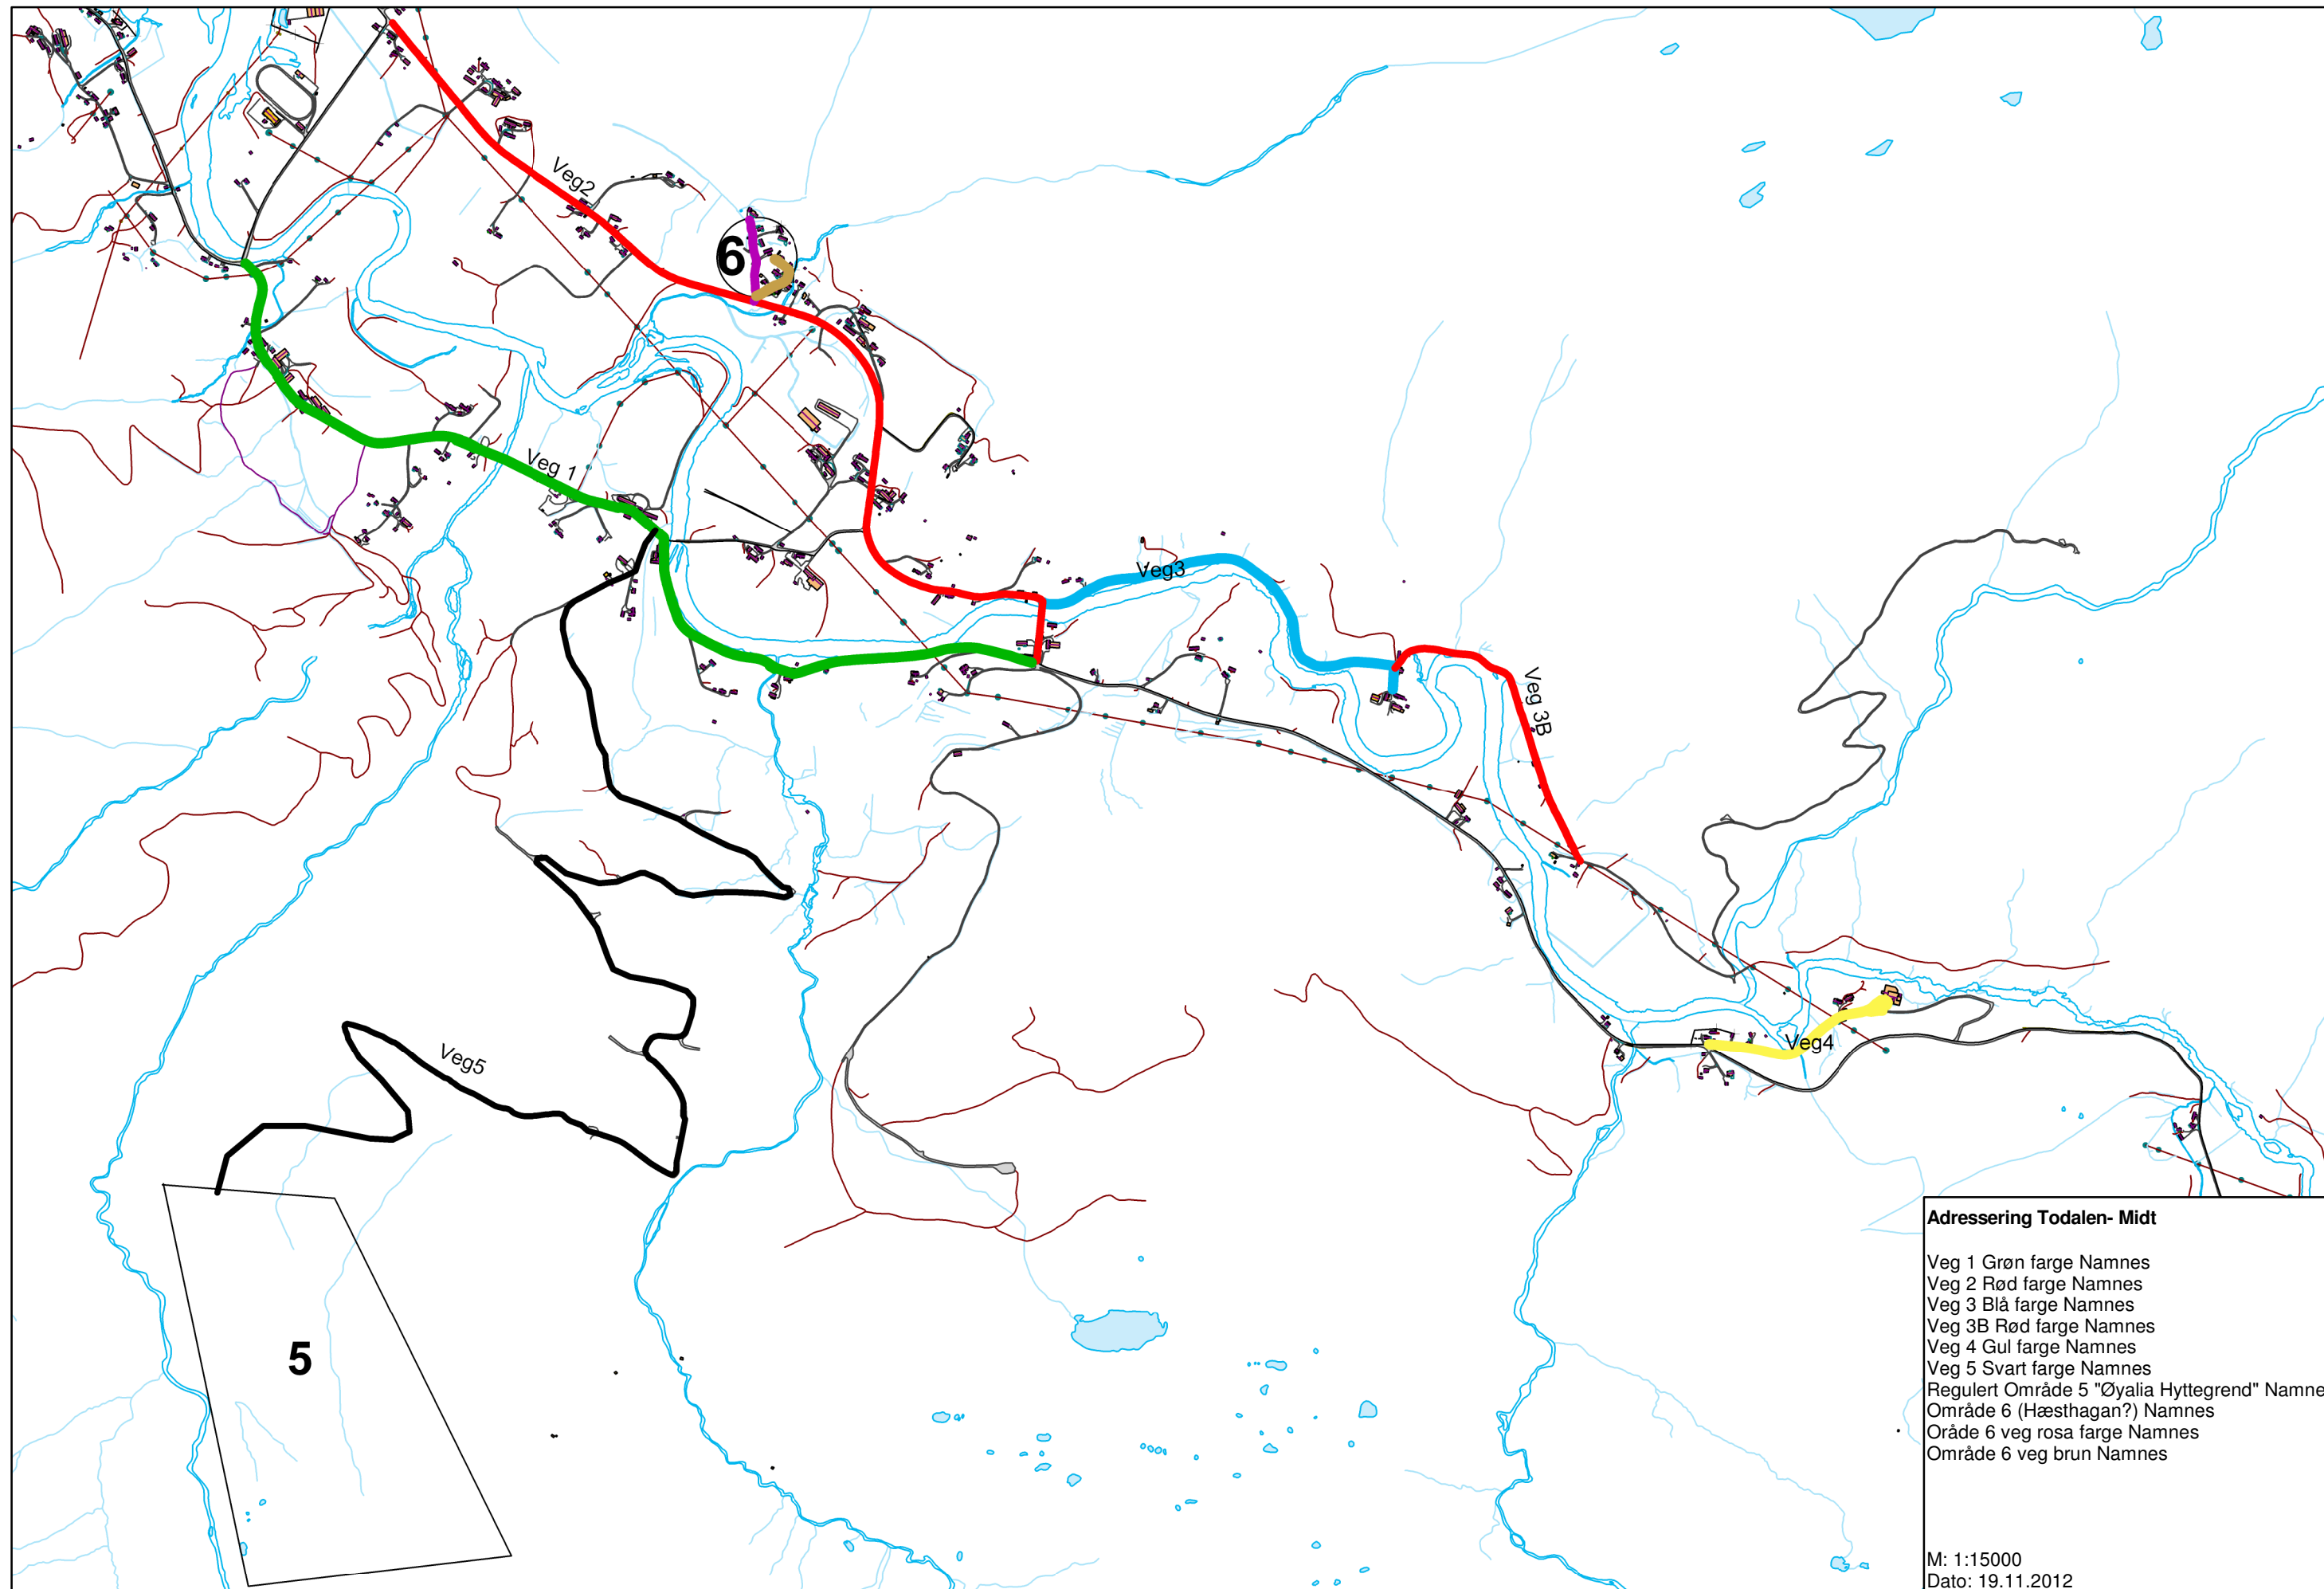 Veg2
6
Veg 1
Veg3
Veg 3B
Veg4
Veg5
5
Adressering Todalen- Midt
Veg 1 Grøn farge Namnes
Veg 2 Rød farge Namnes
Veg 3 Blå farge Namnes
Veg 3B Rød farge Namnes
Veg 4 Gul farge Namnes
Veg 5 Svart farge Namnes
Regulert Område 5 "Øyalia Hyttegrend" Namne
Område 6 (Hæsthagan?) Namnes
Oråde 6 veg rosa farge Namnes
Område 6 veg brun Namnes
M: 1:15000
Dato: 19.11.2012